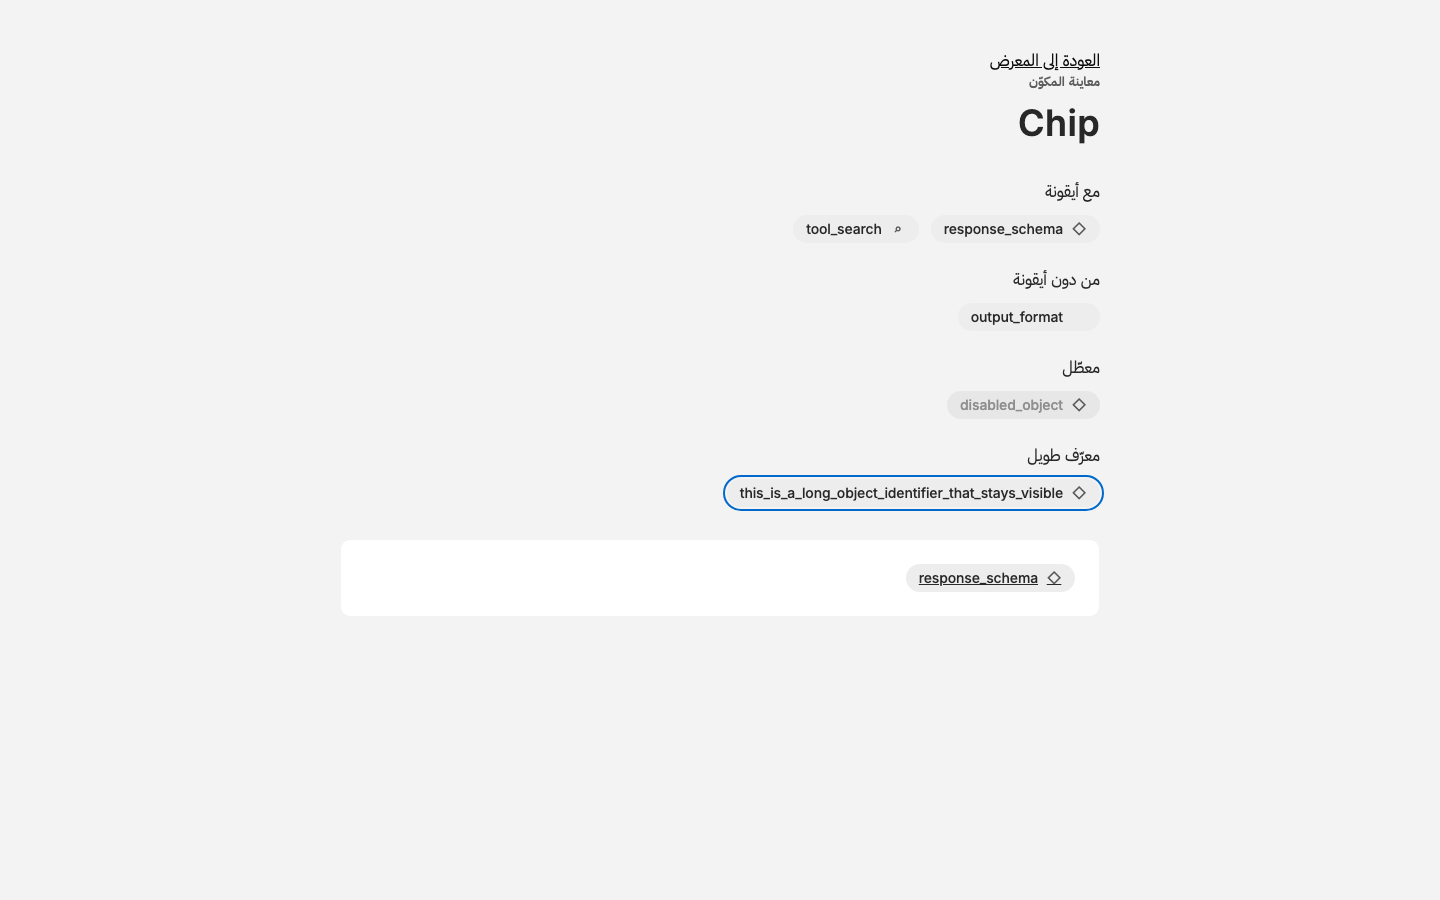 العودة إلى المعرض
معاينة المكوّن
Chip
مع أيقونة
response_schema
tool_search
من دون أيقونة
output_format
معطّل
disabled_object
معرّف طويل
this_is_a_long_object_identifier_that_stays_visible
response_schema